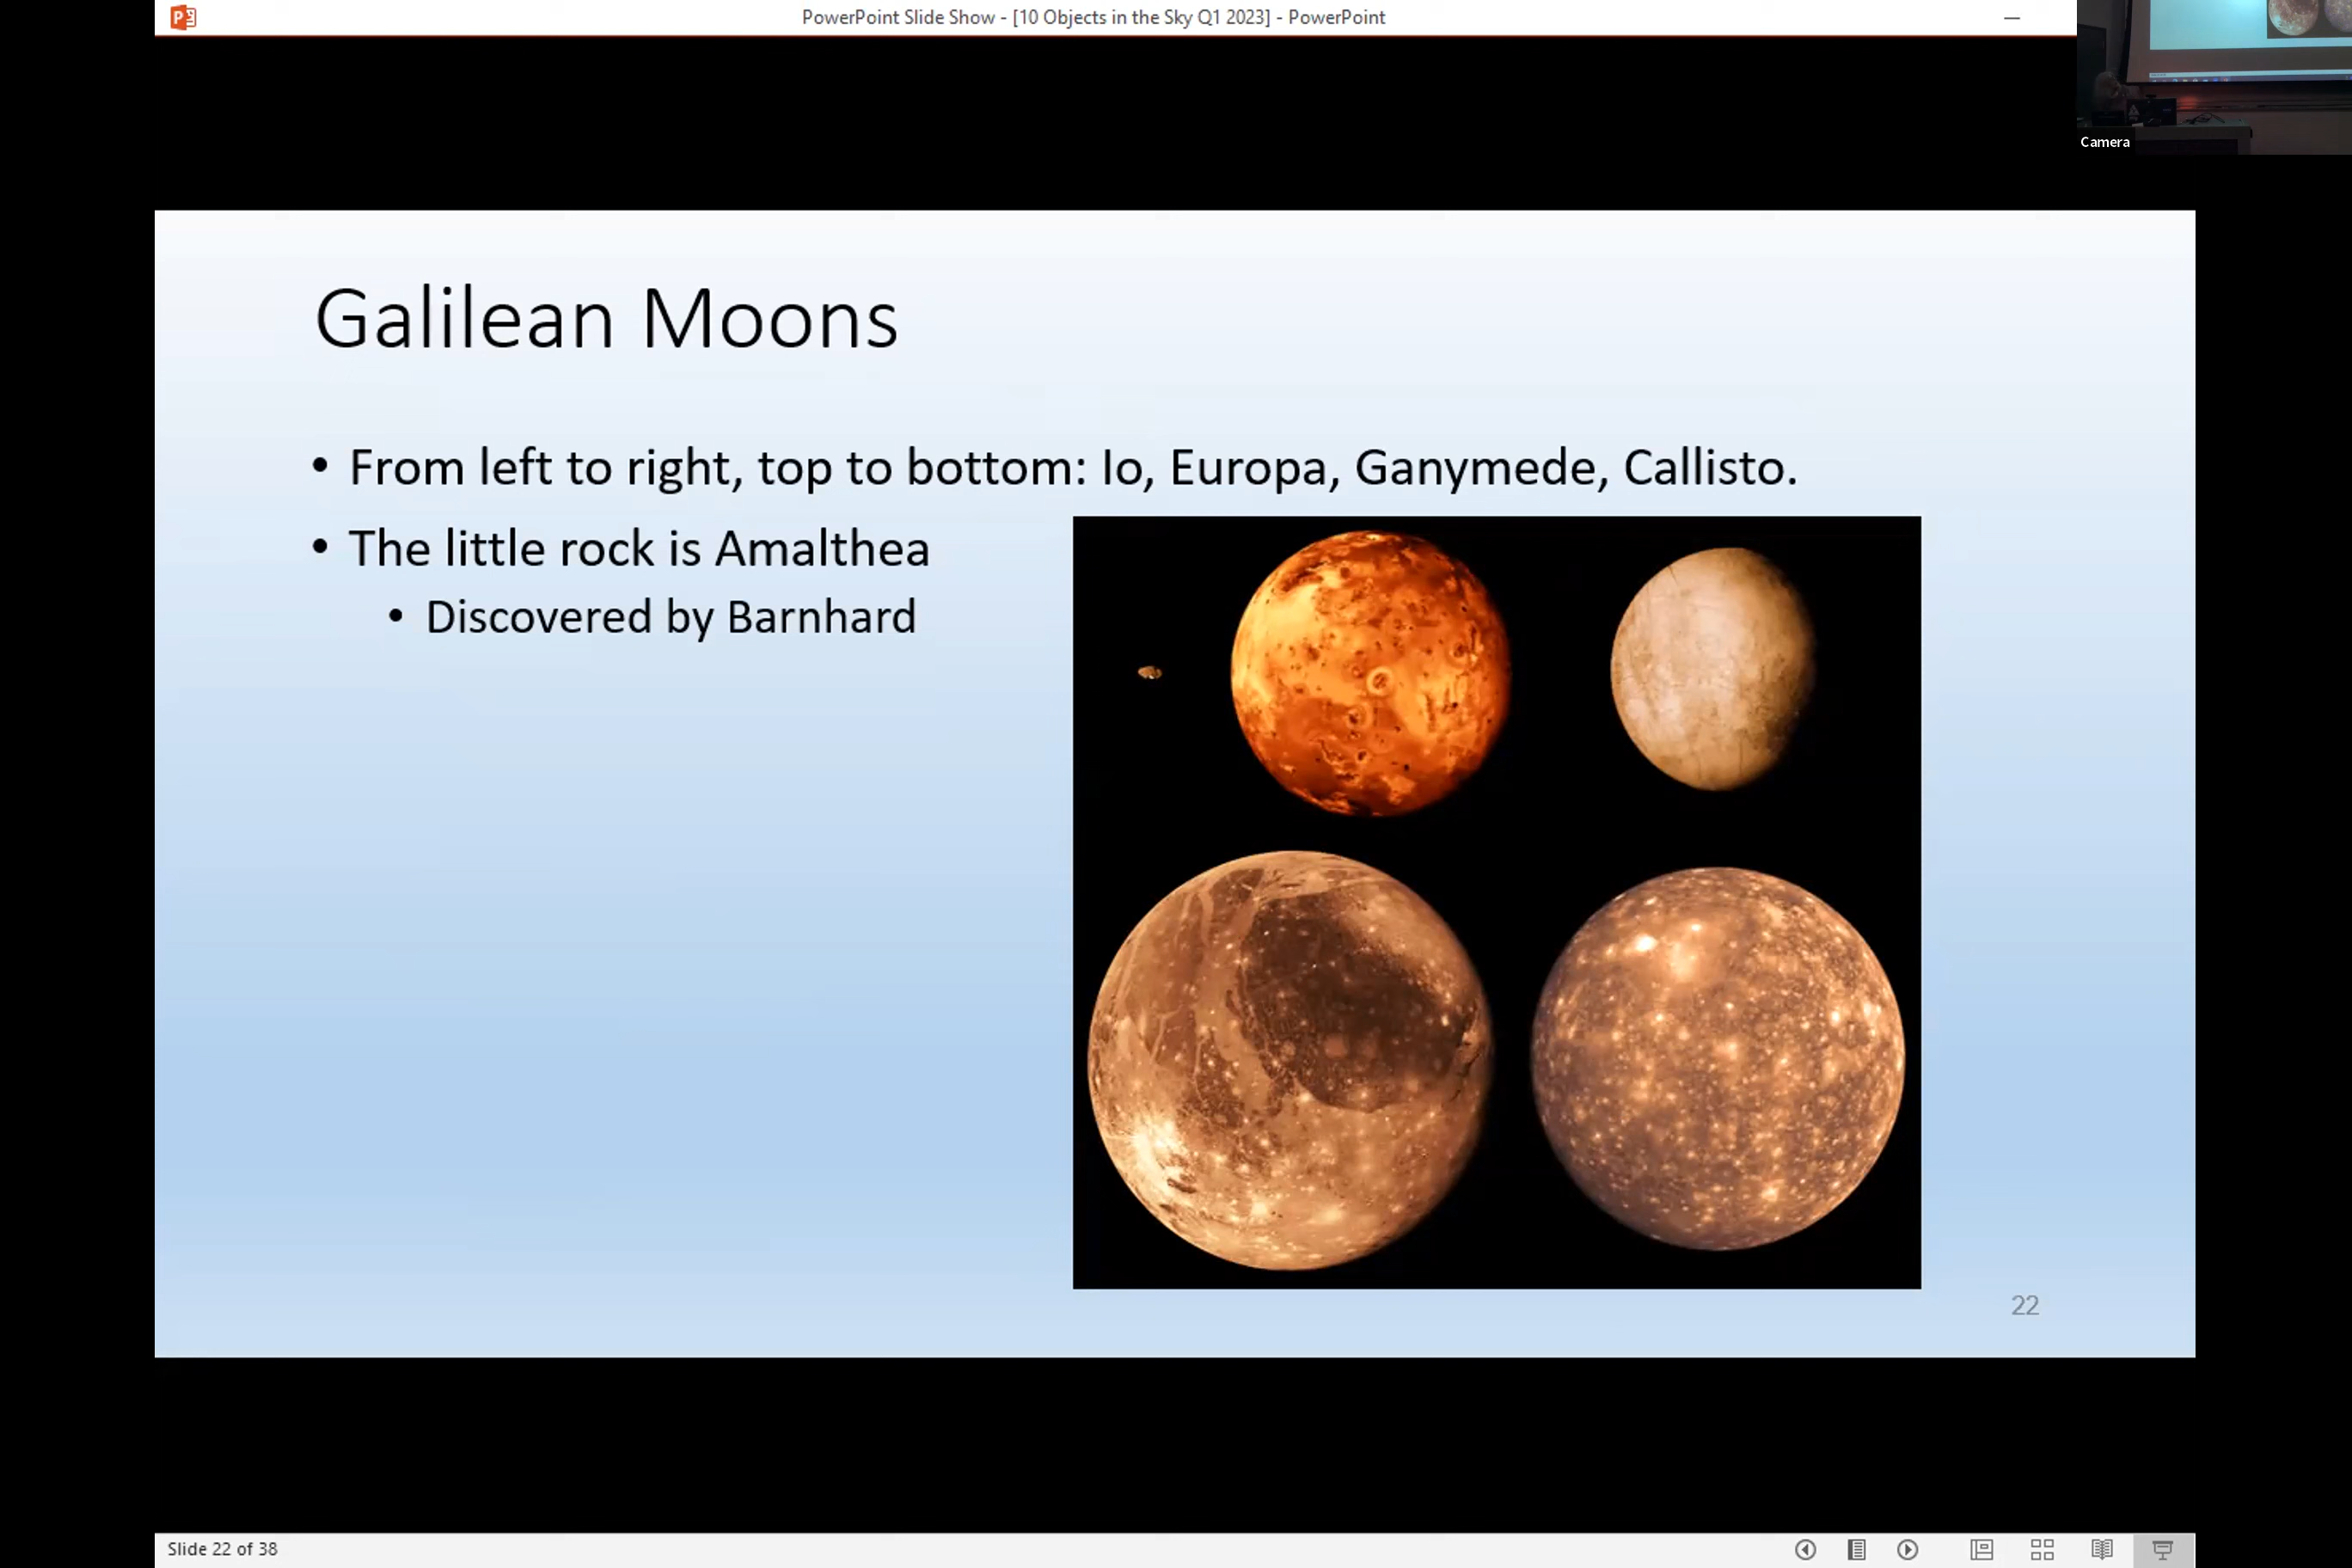 PowerPoint Slide Show - [10 Objects in the Sky Q1 2023] - PowerPoint
Camera
Galilean Moons
• From left to right, top to bottom: Io, Europa, Ganymede, Callisto.
• The little rock is Amalthea
• Discovered by Barnhard
22
Slide 22 of 38